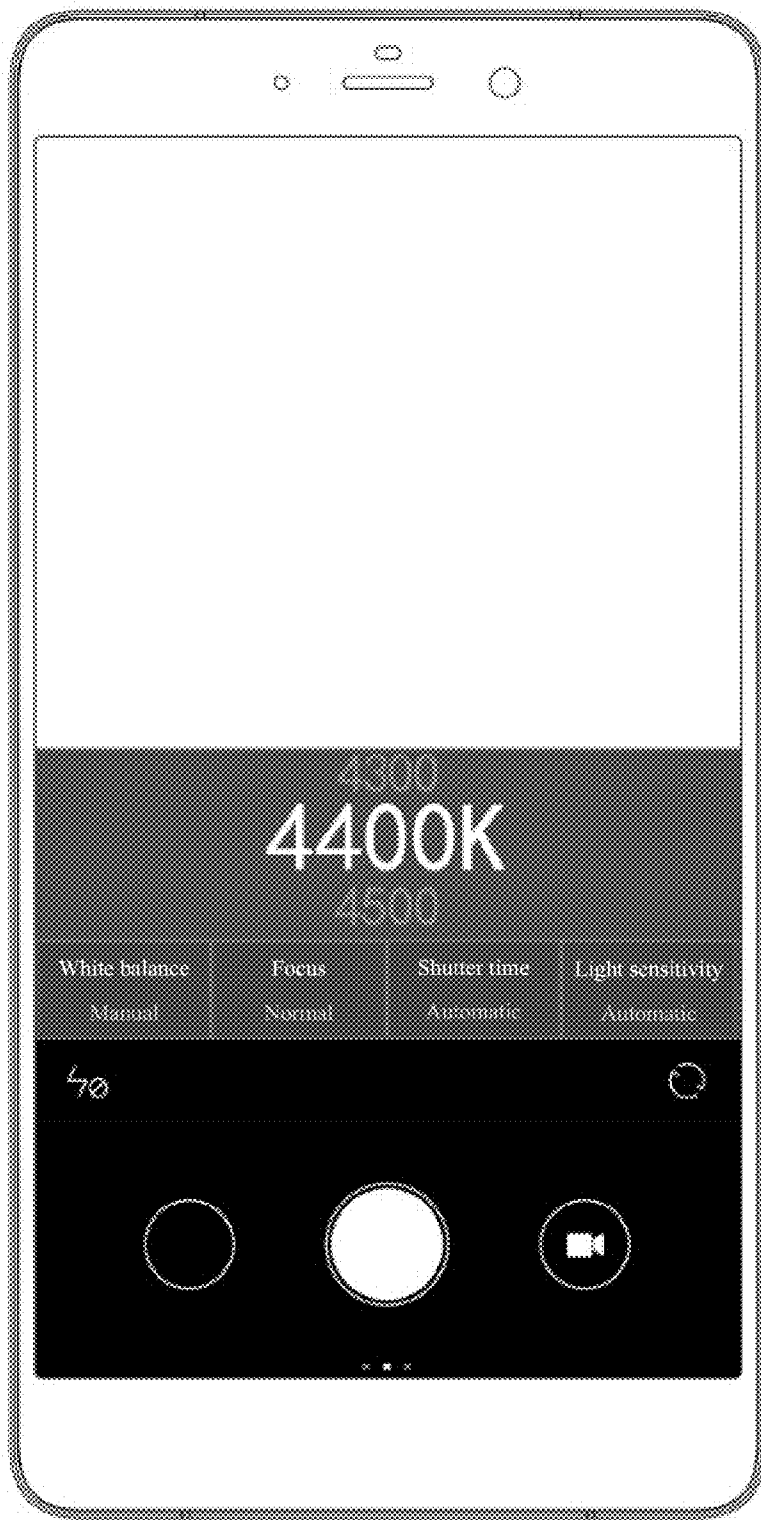 4300
4400K
4500
White balance
Focus
Shutter time
Light sensitivity
Manual
Normal
Automatic
Automatic